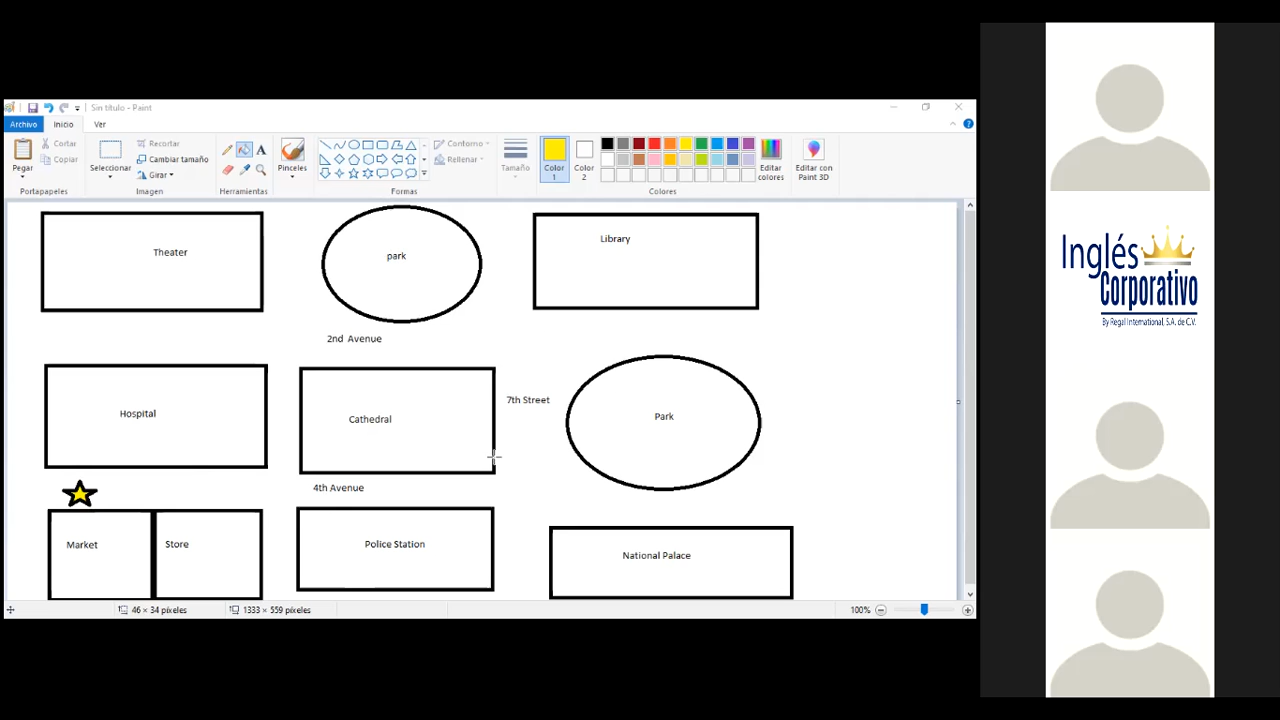 Sin título - Paint
Archivo Inicio Ver
Pegar
Cortar
Copiar
Portapapeles
Seleccionar
Recortar
Cambiar tamaño
Girar
Imagen
A
Herramientas
Pinceles
Contorno
Rellenar
Formas
Tamaño
Color 1
Color 2
Editar colores
Colores
Editar con Paint 3D
Theater
park
Library
2nd Avenue
Hospital
Cathedral
7th Street
Park
4th Avenue
Market
Store
Police Station
National Palace
46 × 34 píxeles
1333 × 559 píxeles
100%
Inglés
Corporativo
By Regal International, S.A. de C.V.